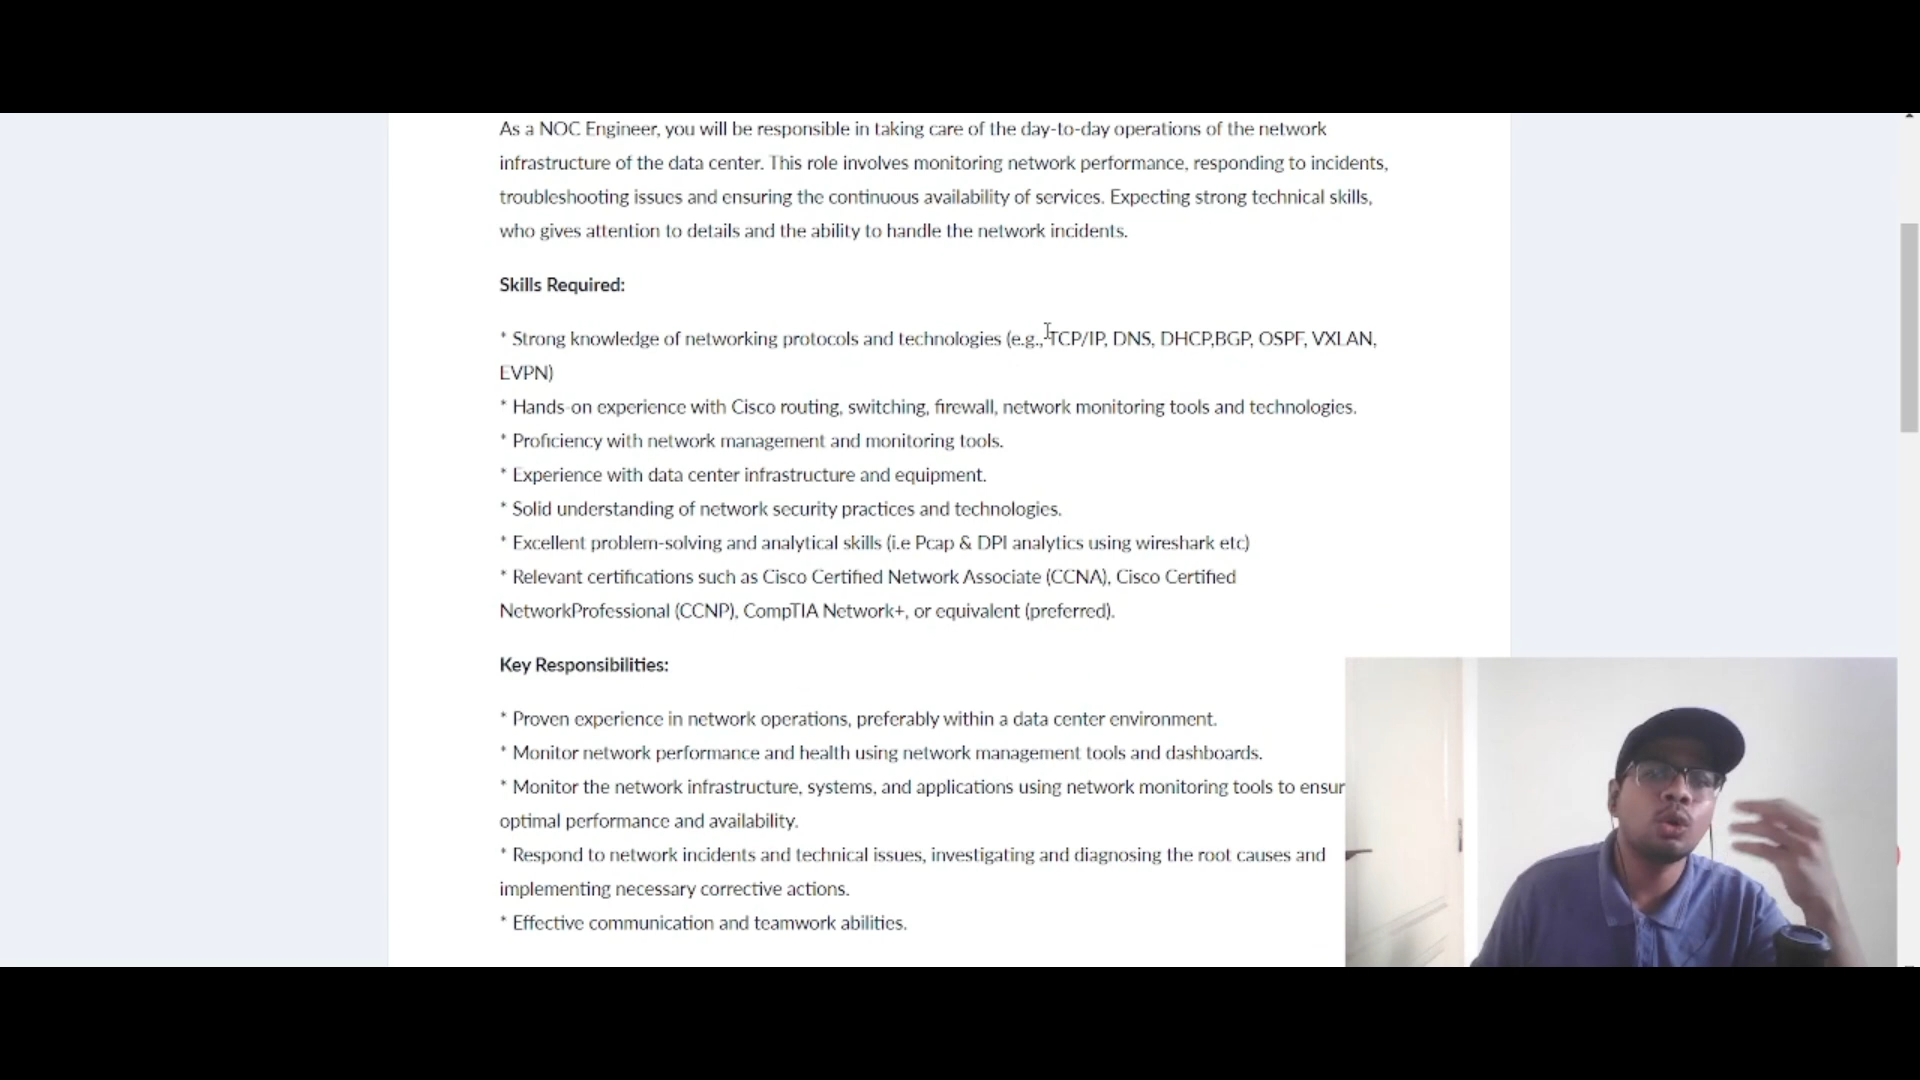 As a NOC Engineer, you will be responsible in taking care of the day-to-day operations of the network
infrastructure of the data center. This role involves monitoring network performance, responding to incidents,
troubleshooting issues and ensuring the continuous availability of services. Expecting strong technical skills,
who gives attention to details and the ability to handle the network incidents.
Skills Required:
* Strong knowledge of networking protocols and technologies (e.g., TCP/IP, DNS, DHCP,BGP, OSPF, VXLAN,
EVPN)
* Hands-on experience with Cisco routing, switching, firewall, network monitoring tools and technologies.
* Proficiency with network management and monitoring tools.
* Experience with data center infrastructure and equipment.
* Solid understanding of network security practices and technologies.
* Excellent problem-solving and analytical skills (i.e Pcap & DPI analytics using wireshark etc)
* Relevant certifications such as Cisco Certified Network Associate (CCNA), Cisco Certified
NetworkProfessional (CCNP), CompTIA Network+, or equivalent (preferred).
Key Responsibilities:
* Proven experience in network operations, preferably within a data center environment.
* Monitor network performance and health using network management tools and dashboards.
* Monitor the network infrastructure, systems, and applications using network monitoring tools to ensur
optimal performance and availability.
* Respond to network incidents and technical issues, investigating and diagnosing the root causes and
implementing necessary corrective actions.
* Effective communication and teamwork abilities.